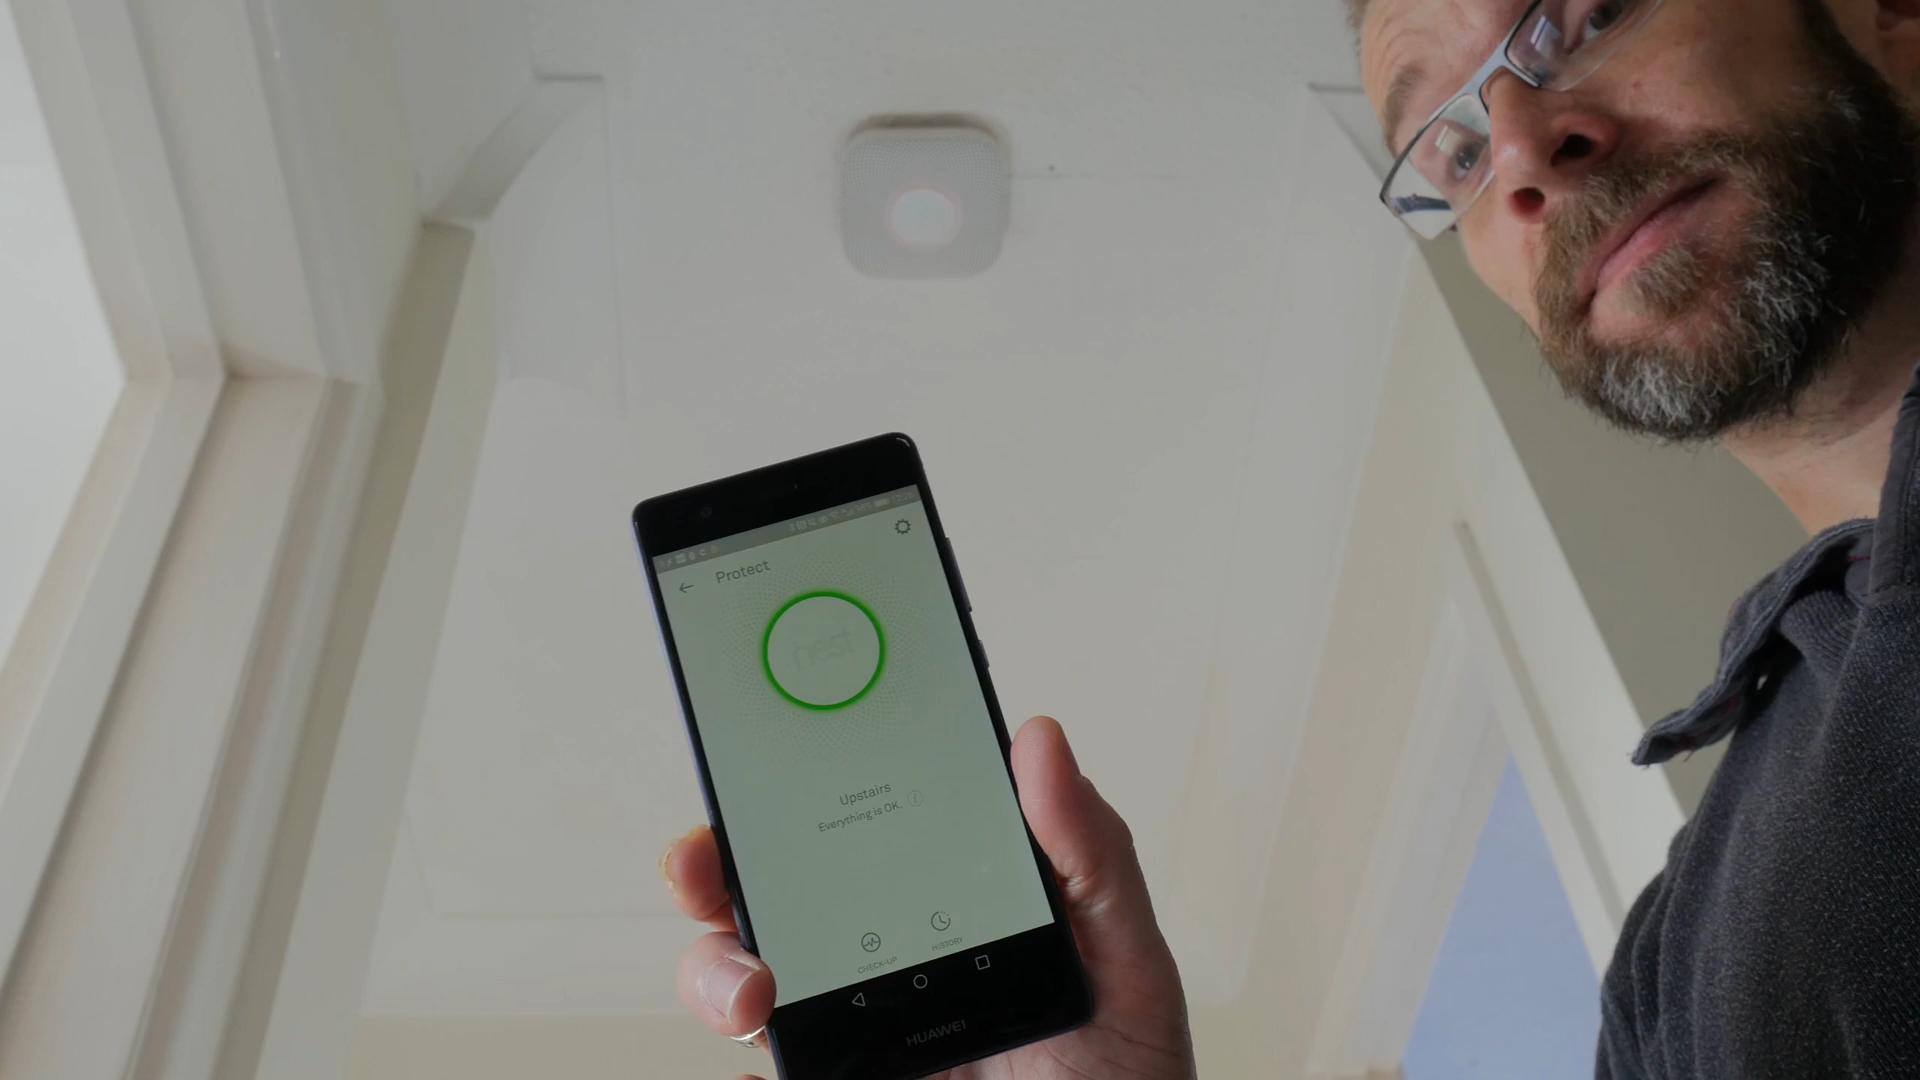 Protect
nest
Upstairs
Everything is OK.
CHECK-UP
HISTORY
HUAWEI